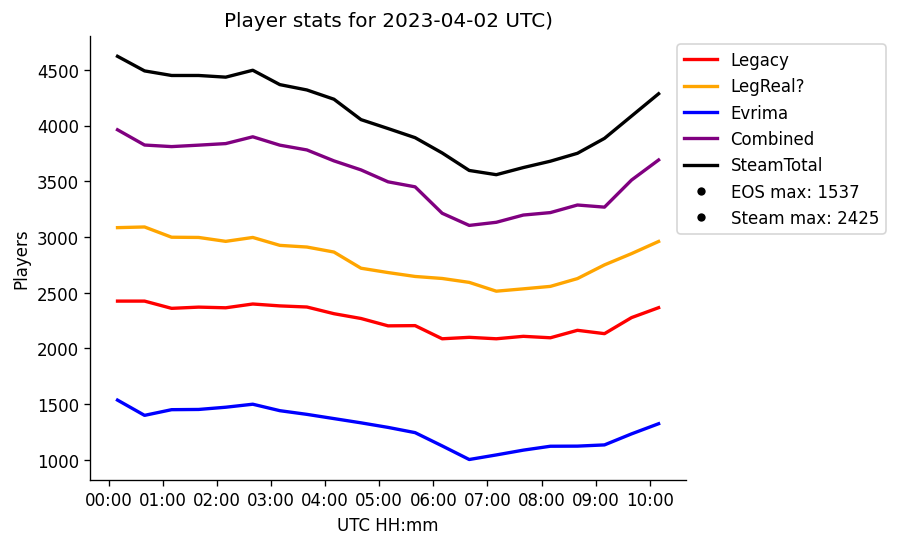 Player stats for 2023-04-02 UTC)
Legacy
LegReal?
Evrima
Combined
SteamTotal
EOS max: 1537
Steam max: 2425
Players
4500
4000
3500
3000
2500
2000
1500
1000
00:00 01:00 02:00 03:00 04:00 05:00 06:00 07:00 08:00 09:00 10:00
UTC HH:mm